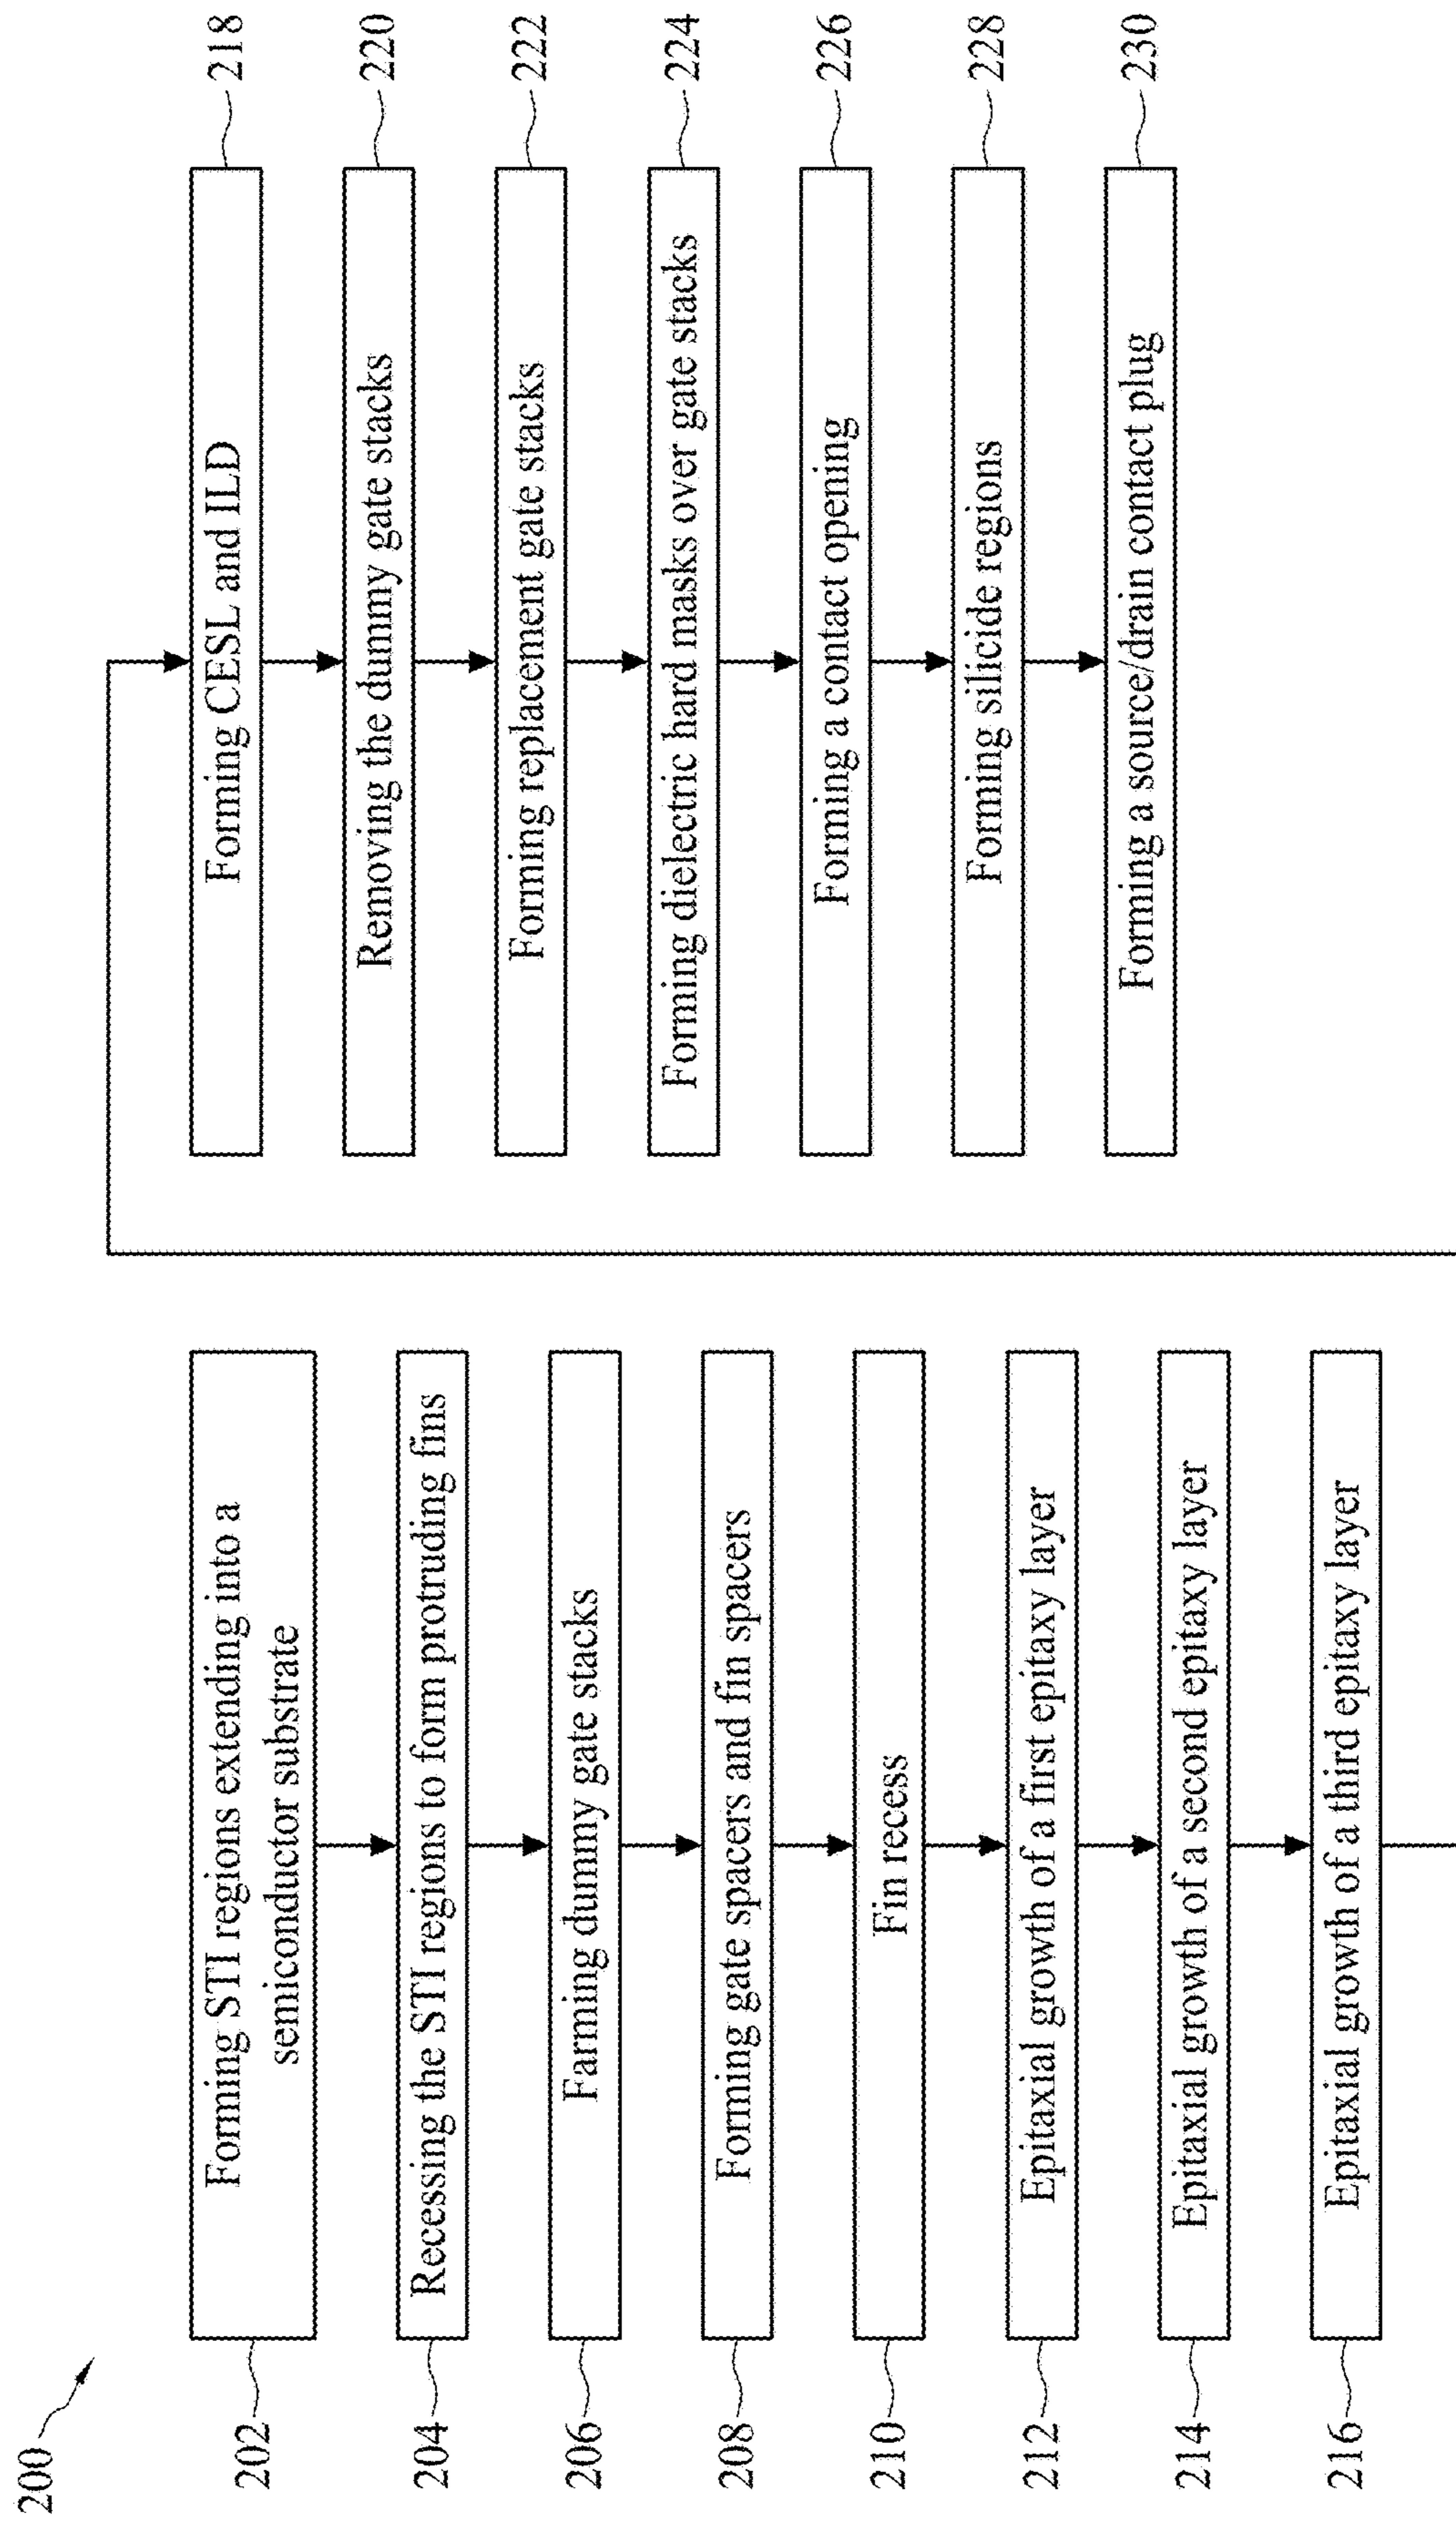 200
202
Forming STI regions extending into a
semiconductor substrate
204
Recessing the STI regions to form protruding fins
206
Farming dummy gate stacks
208
Forming gate spacers and fin spacers
210
Fin recess
212
Epitaxial growth of a first epitaxy layer
214
Epitaxial growth of a second epitaxy layer
216
Epitaxial growth of a third epitaxy layer
Forming CESL and ILD
218
Removing the dummy gate stacks
220
Forming replacement gate stacks
222
Forming dielectric hard masks over gate stacks
224
Forming a contact opening
226
Forming silicide regions
228
Forming a source/drain contact plug
230